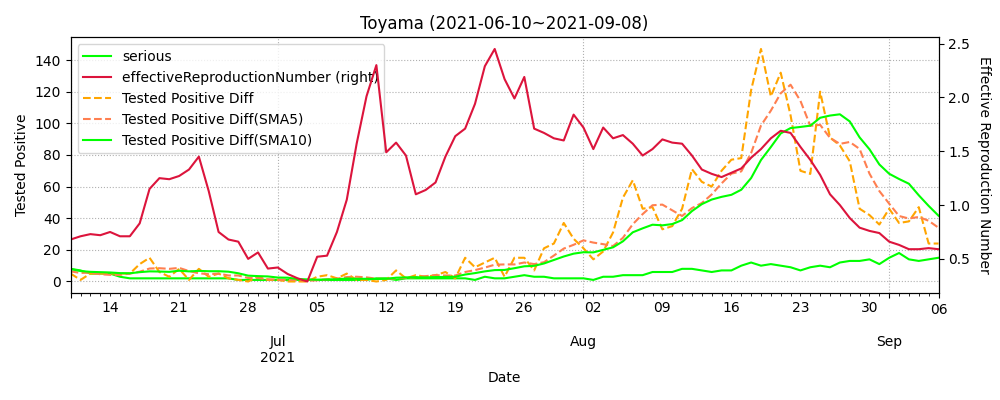 Toyama (2021-06-10~2021-09-08)
serious
effectiveReproductionNumber (right)
Tested Positive Diff
Tested Positive Diff(SMA5)
Tested Positive Diff(SMA10)
Tested Positive
140
120
100
80
60
40
20
0
2.5
2.0
1.5
1.0
0.5
Effective Reproduction Number
14 21 28 05 12 19 26 02 09 16 23 30 06
Jul Aug Sep
2021
Date